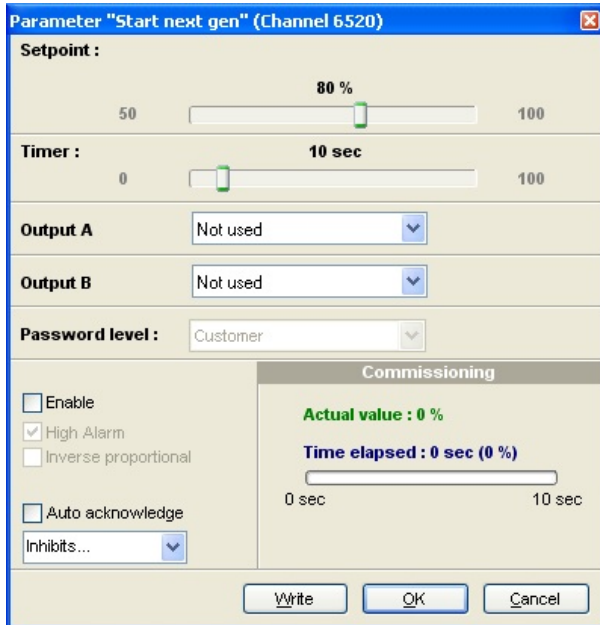 Parameter "Start next gen" (Channel 6520)
Setpoint :
80 %
50
100
Timer :
10 sec
0
100
Output A
Not used
Output B
Not used
Password level :
Customer
Enable
High Alarm
Inverse proportional
Auto acknowledge
Inhibits...
Commissioning
Actual value : 0 %
Time elapsed : 0 sec (0 %)
0 sec
10 sec
Write
OK
Cancel